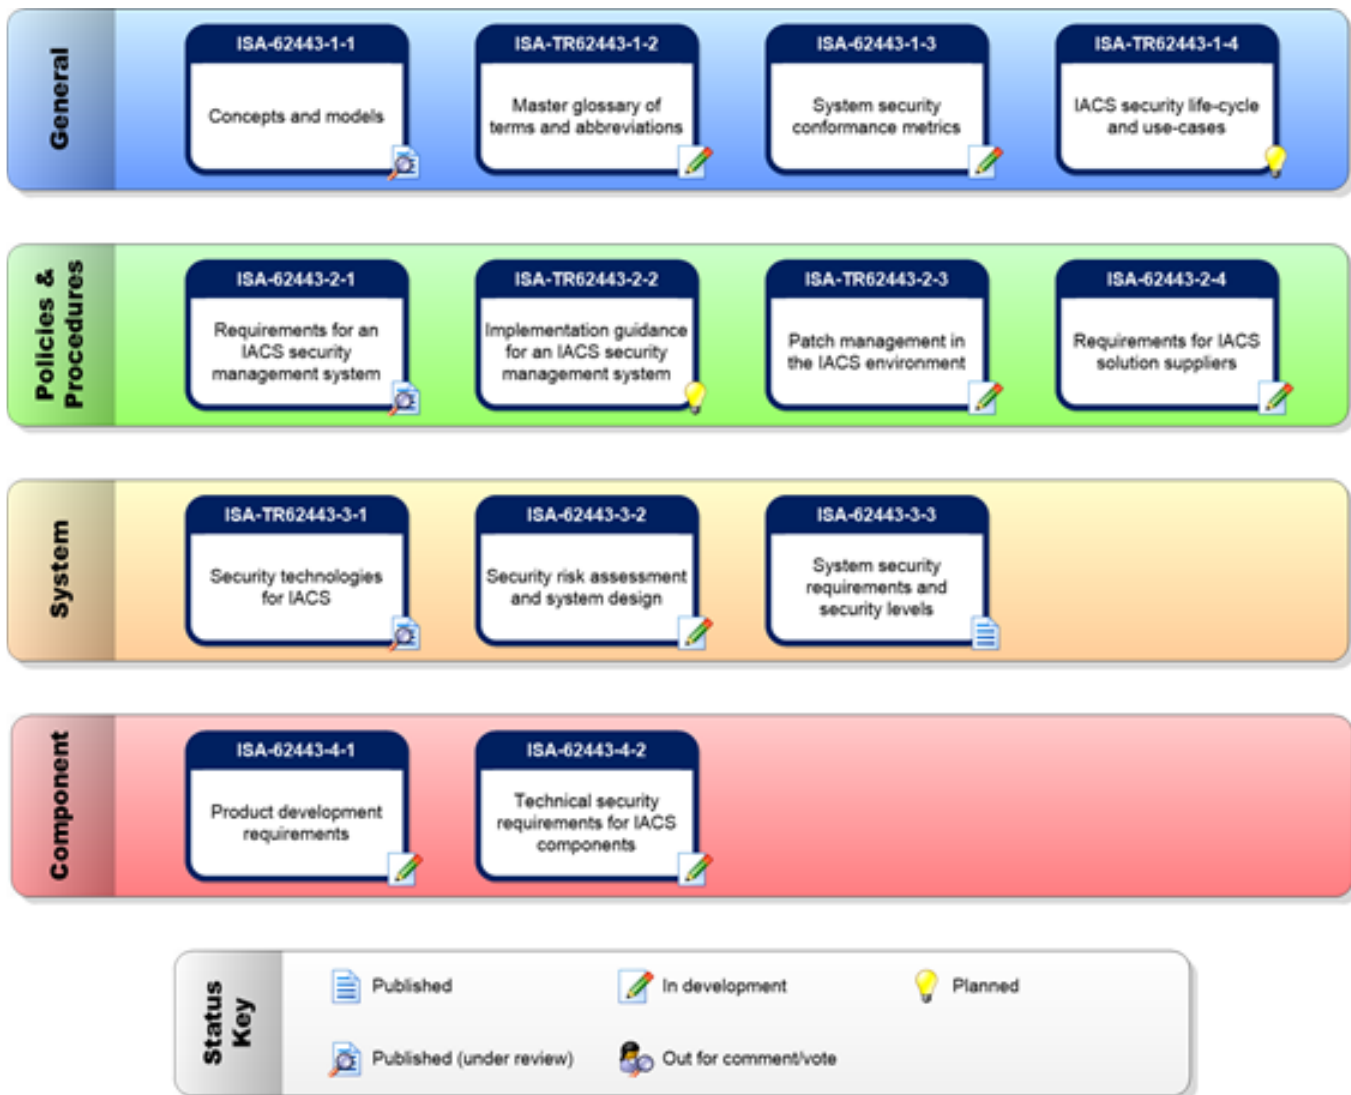 General
ISA-62443-1-1
Concepts and models
ISA-TR62443-1-2
Master glossary of
terms and abbreviations
ISA-62443-1-3
System security
conformance metrics
ISA-TR62443-1-4
IACS security life-cycle
and use-cases
Policies &
Procedures
ISA-62443-2-1
Requirements for an
IACS security
management system
ISA-TR62443-2-2
Implementation guidance
for an IACS security
management system
ISA-TR62443-2-3
Patch management in
the IACS environment
ISA-62443-2-4
Requirements for IACS
solution suppliers
System
ISA-TR62443-3-1
Security technologies
for IACS
ISA-62443-3-2
Security risk assessment
and system design
ISA-62443-3-3
System security
requirements and
security levels
Component
ISA-62443-4-1
Product development
requirements
ISA-62443-4-2
Technical security
requirements for IACS
components
Status
Key
Published
In development
Planned
Published (under review)
Out for comment/vote